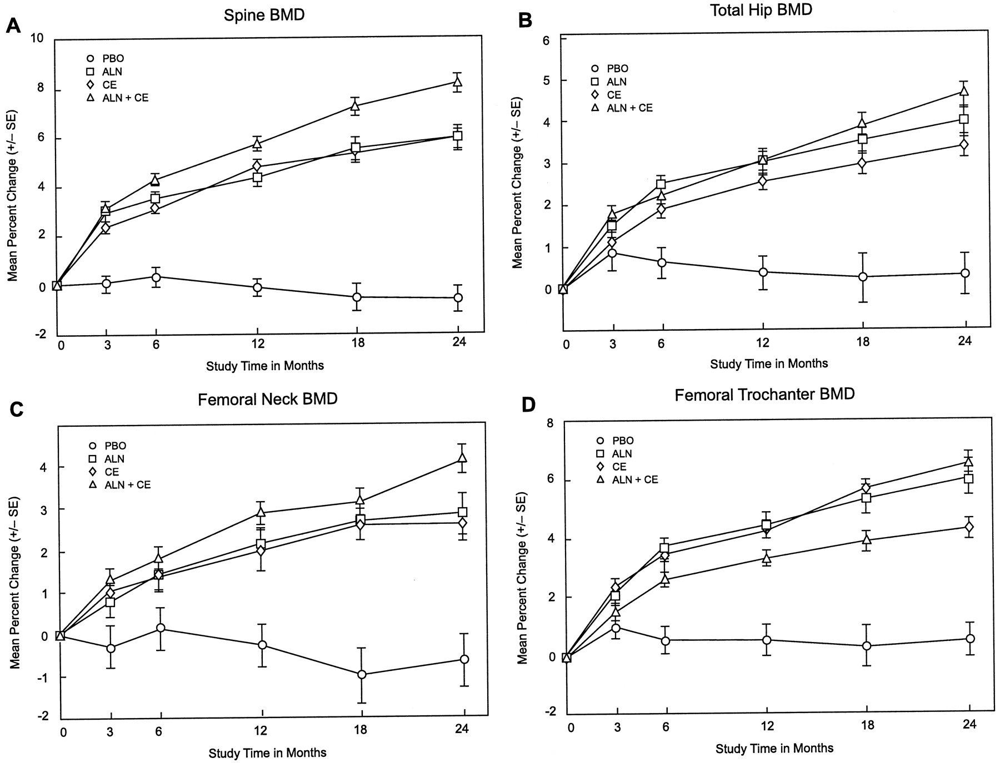 A
Spine BMD
10
8
6
4
2
0
-2
PBO
ALN
CE
ALN + CE
Mean Percent Change (+/– SE)
0 3 6 12 18 24
Study Time in Months
B
Total Hip BMD
6
5
4
3
2
1
0
PBO
ALN
CE
ALN + CE
Mean Percent Change (+/– SE)
0 3 6 12 18 24
Study Time in Months
C
Femoral Neck BMD
4
3
2
1
0
-1
-2
PBO
ALN
CE
ALN + CE
Mean Percent Change (+/– SE)
0 3 6 12 18 24
Study Time in Months
D
Femoral Trochanter BMD
8
6
4
2
0
-2
PBO
ALN
CE
ALN + CE
Mean Percent Change (+/– SE)
0 3 6 12 18 24
Study Time in Months